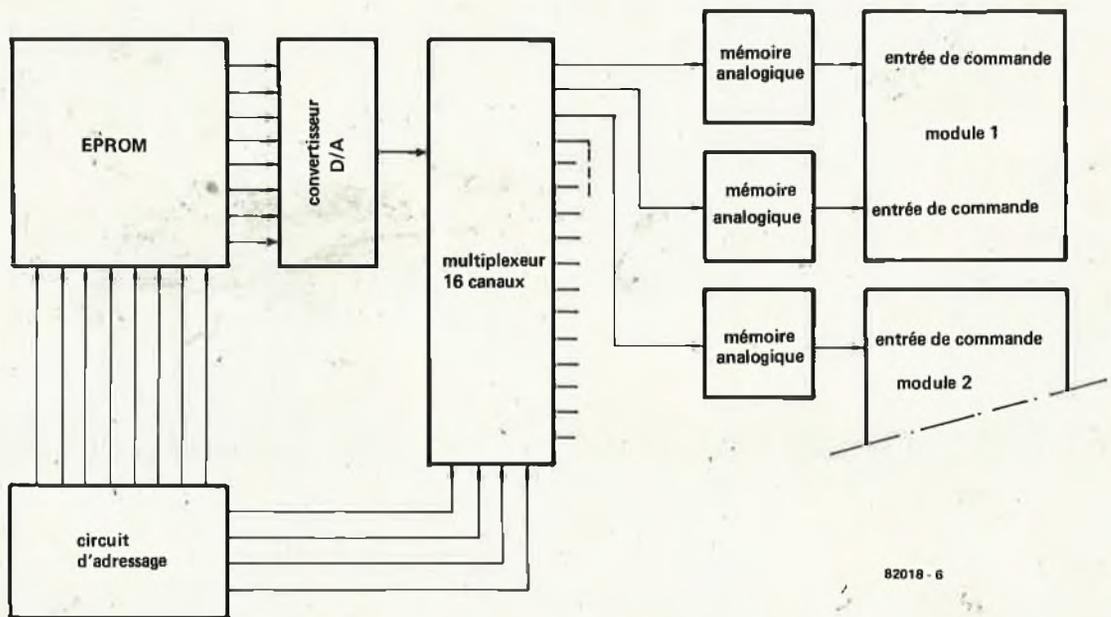 EPROM
convertisseur
D/A
multiplexeur
16 canaux
mémoire
analogique
entrée de commande
module 1
mémoire
analogique
entrée de commande
mémoire
analogique
entrée de commande
module 2
circuit
d'adressage
82018 - 6